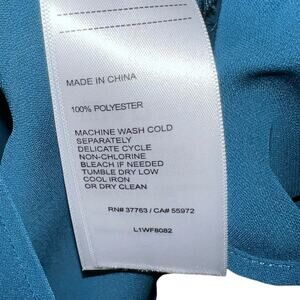 MADE IN CHINA
100% POLYESTER
MACHINE WASH COLD
SEPARATELY
DELICATE CYCLE
NON-CHLORINE
BLEACH IF NEEDED
TUMBLE DRY LOW
COOL IRON
OR DRY CLEAN
RN# 37763 / CA# 55972
L1WF8082